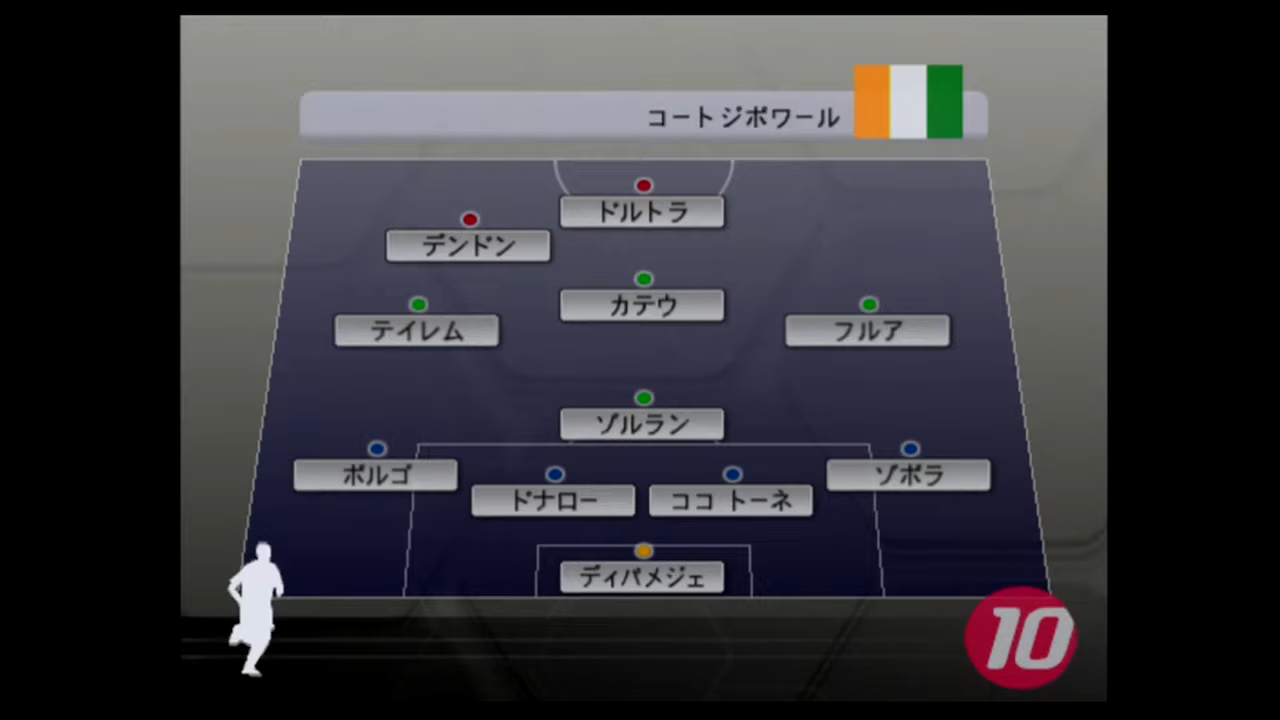 コートジボワール
ドルトラ
デンドン
カテウ
テイレム
フルア
ゾルラン
ボルゴ
ゾボラ
ドナロー
ココトーネ
ディバメジェ
10